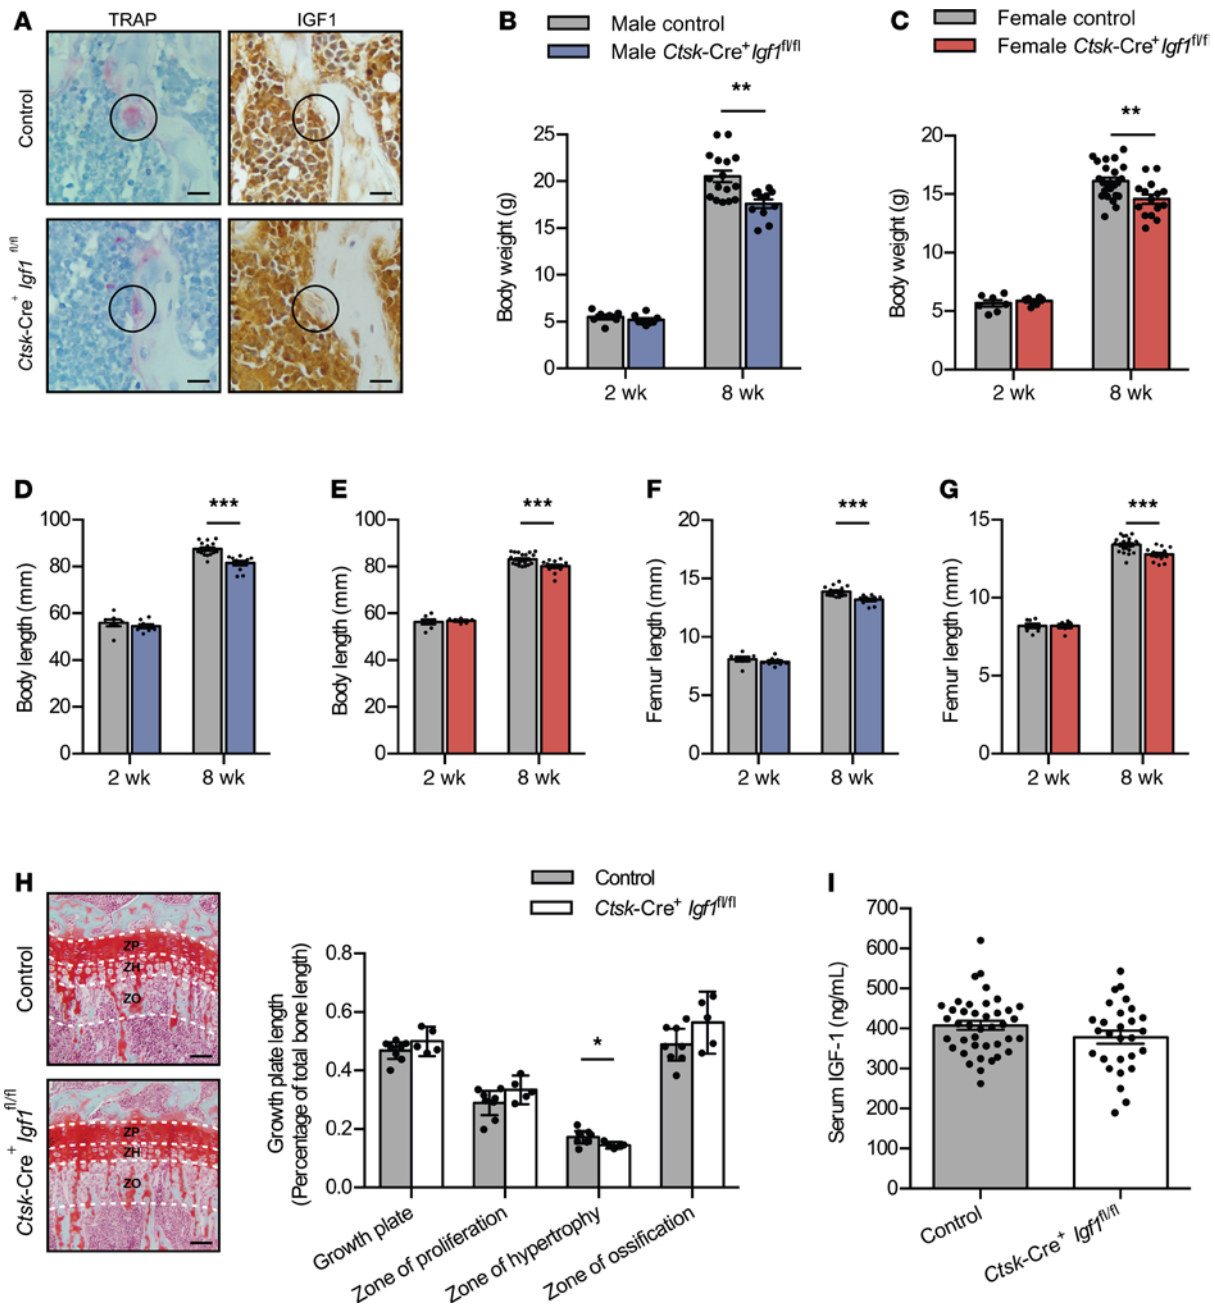 A
TRAP
IGF1
Control
Ctsk-Cre+ Igf1 fl/fl
B
Male control
Male Ctsk-Cre+Igf1fl/fl
**
Body weight (g)
25
20
15
10
5
0
2 wk
8 wk
C
Female control
Female Ctsk-Cre+Igf1fl/fl
**
Body weight (g)
20
15
10
5
0
2 wk
8 wk
D
***
Body length (mm)
100
80
60
40
20
0
2 wk
8 wk
E
***
Body length (mm)
100
80
60
40
20
0
2 wk
8 wk
F
***
Femur length (mm)
20
15
10
5
0
2 wk
8 wk
G
***
Femur length (mm)
15
10
5
0
2 wk
8 wk
H
Control
ZP
ZH
ZO
Ctsk-Cre+ Igf1fl/fl
ZP
ZH
ZO
Control
Ctsk-Cre+ Igf1fl/fl
Growth plate length
(Percentage of total bone length)
0.8
0.6
0.4
0.2
0.0
*
Growth plate
Zone of proliferation
Zone of hypertrophy
Zone of ossification
I
Serum IGF-1 (ng/mL)
700
600
500
400
300
200
100
0
Control
Ctsk-Cre+ Igf1fl/fl